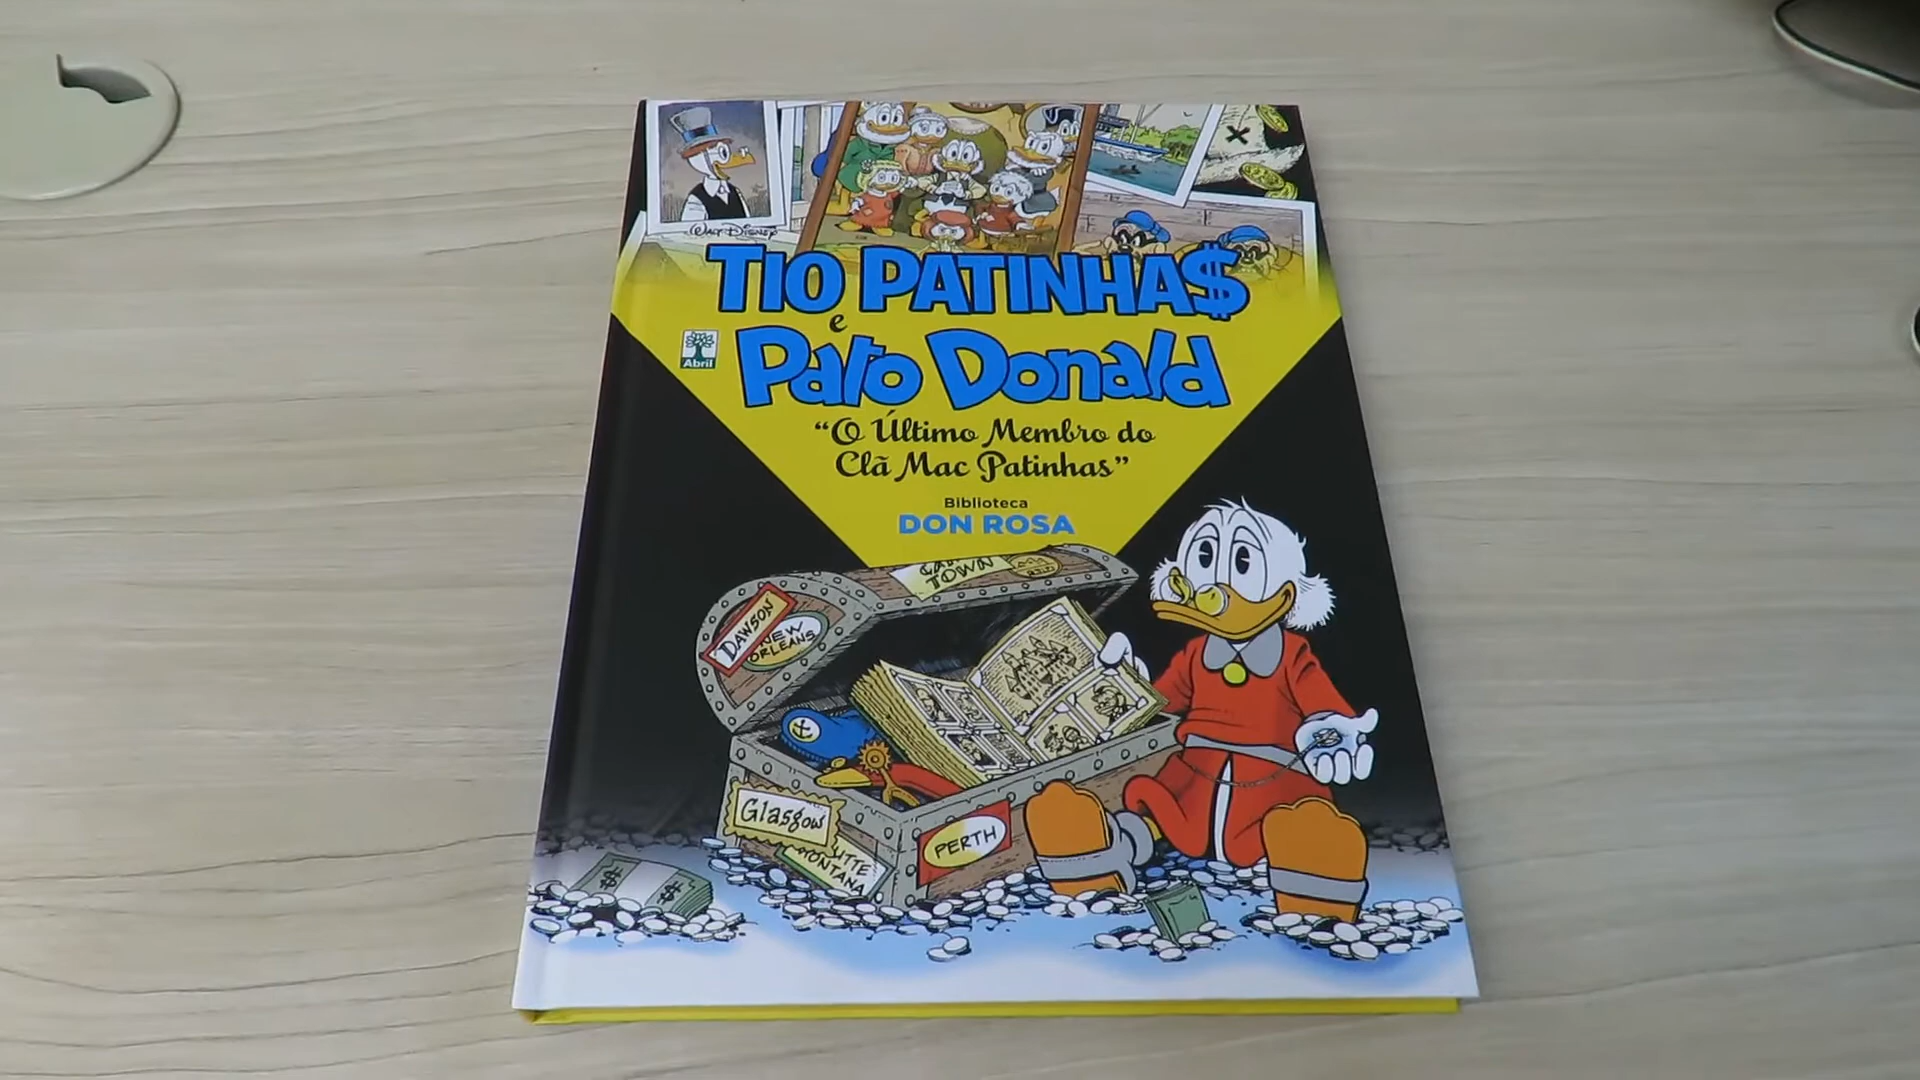 Walt Disney
TIO PATINHA$
e
Abril
Pato Donald
“O Último Membro do
Clã Mac Patinhas”
Biblioteca
DON ROSA
TOWN
DAWSON
NEW
ORLEANS
Glasgow
PERTH
UTTE
MONTANA